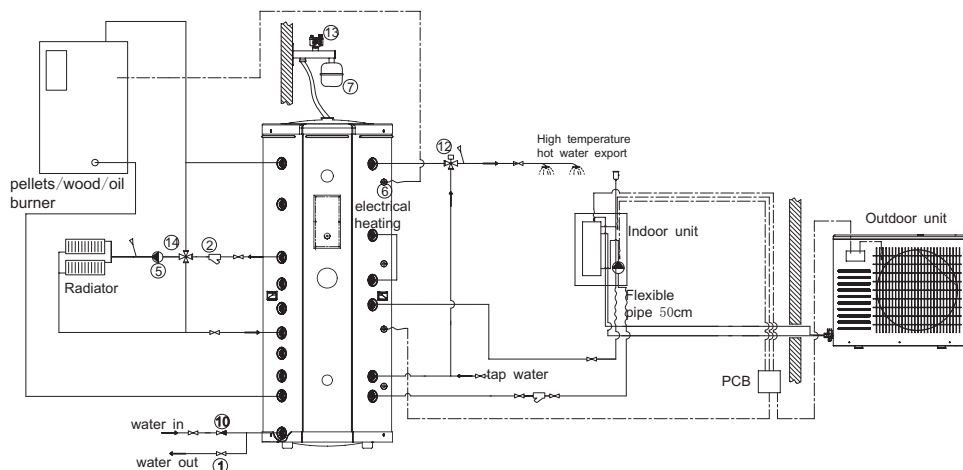 ⑬
⑦
⑫
High temperature
hot water export
pellets/wood/oil
burner
⑥
electrical
heating
Indoor unit
Outdoor unit
⑭
②
⑤
Radiator
Flexible
pipe 50cm
tap water
PCB
water in
⑩
water out
①